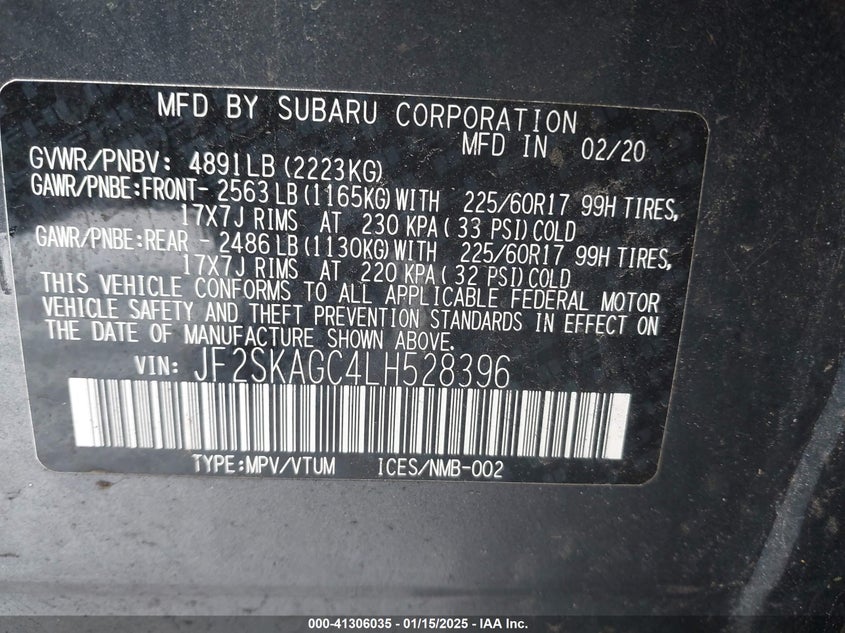 MFD BY SUBARU CORPORATION
MFD IN 02/20
GVWR/PNBV: 4891LB (2223KG)
GAWR/PNBE:FRONT- 2563 LB (1165KG) WITH 225/60R17 99H TIRES,
17X7J RIMS AT 230 KPA ( 33 PSI) COLD
GAWR/PNBE:REAR - 2486 LB (1130KG) WITH 225/60R17 99H TIRES,
17X7J RIMS AT 220 KPA ( 32 PSI) COLD
THIS VEHICLE CONFORMS TO ALL APPLICABLE FEDERAL MOTOR
VEHICLE SAFETY AND THEFT PREVENTION STANDARDS IN EFFECT ON
THE DATE OF MANUFACTURE SHOWN ABOVE.
VIN: JF2SKAGC4LH528396
TYPE:MPV/VTUM ICES/NMB-002
000-41306035 - 01/15/2025 - IAA Inc.